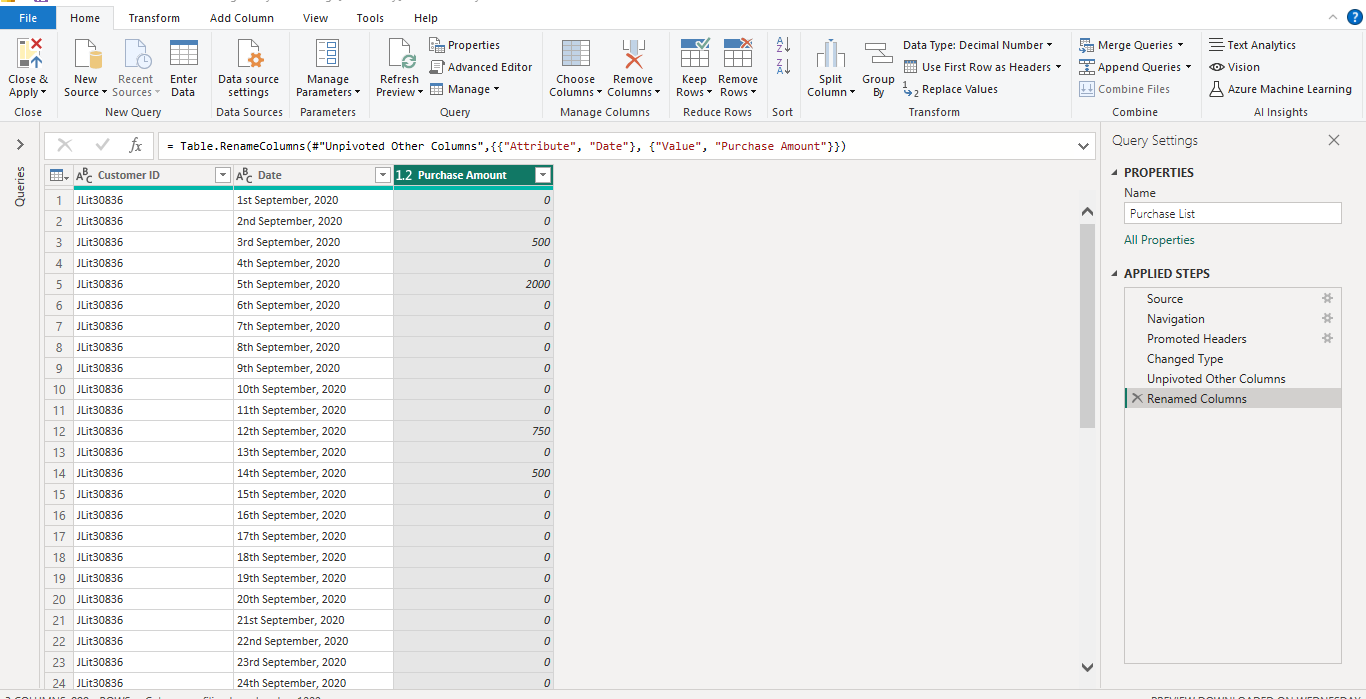 File Home Transform Add Column View Tools Help
Close & Apply
New Source
Recent Sources
Enter Data
Data source settings
Manage Parameters
Refresh Preview
Properties
Advanced Editor
Manage
Choose Columns
Remove Columns
Keep Rows
Remove Rows
Split Column
Group By
Data Type: Decimal Number
Use First Row as Headers
Replace Values
Merge Queries
Append Queries
Combine Files
Text Analytics
Vision
Azure Machine Learning
Close New Query Data Sources Parameters Query Manage Columns Reduce Rows Sort Transform Combine AI Insights
Queries
fx = Table.RenameColumns(#"Unpivoted Other Columns",{{"Attribute", "Date"}, {"Value", "Purchase Amount"}})
ABC Customer ID ABC Date 1.2 Purchase Amount
1 JLit30836 1st September, 2020 0
2 JLit30836 2nd September, 2020 0
3 JLit30836 3rd September, 2020 500
4 JLit30836 4th September, 2020 0
5 JLit30836 5th September, 2020 2000
6 JLit30836 6th September, 2020 0
7 JLit30836 7th September, 2020 0
8 JLit30836 8th September, 2020 0
9 JLit30836 9th September, 2020 0
10 JLit30836 10th September, 2020 0
11 JLit30836 11th September, 2020 0
12 JLit30836 12th September, 2020 750
13 JLit30836 13th September, 2020 0
14 JLit30836 14th September, 2020 500
15 JLit30836 15th September, 2020 0
16 JLit30836 16th September, 2020 0
17 JLit30836 17th September, 2020 0
18 JLit30836 18th September, 2020 0
19 JLit30836 19th September, 2020 0
20 JLit30836 20th September, 2020 0
21 JLit30836 21st September, 2020 0
22 JLit30836 22nd September, 2020 0
23 JLit30836 23rd September, 2020 0
24 JLit30836 24th September, 2020 0
Query Settings
PROPERTIES
Name
Purchase List
All Properties
APPLIED STEPS
Source
Navigation
Promoted Headers
Changed Type
Unpivoted Other Columns
Renamed Columns
PREVIEW DOWNLOADED ON WEDNESDAY